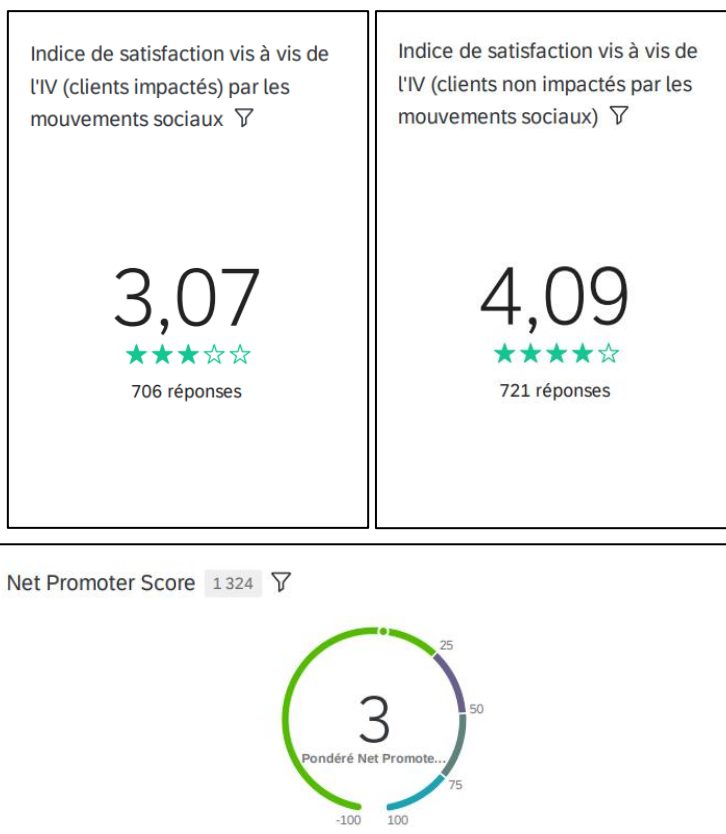 Indice de satisfaction vis à vis de
l'IV (clients impactés) par les
mouvements sociaux
3,07
706 réponses
Indice de satisfaction vis à vis de
l'IV (clients non impactés par les
mouvements sociaux)
4,09
721 réponses
Net Promoter Score 1 324
25
50
3
Pondéré Net Promote...
75
-100 100